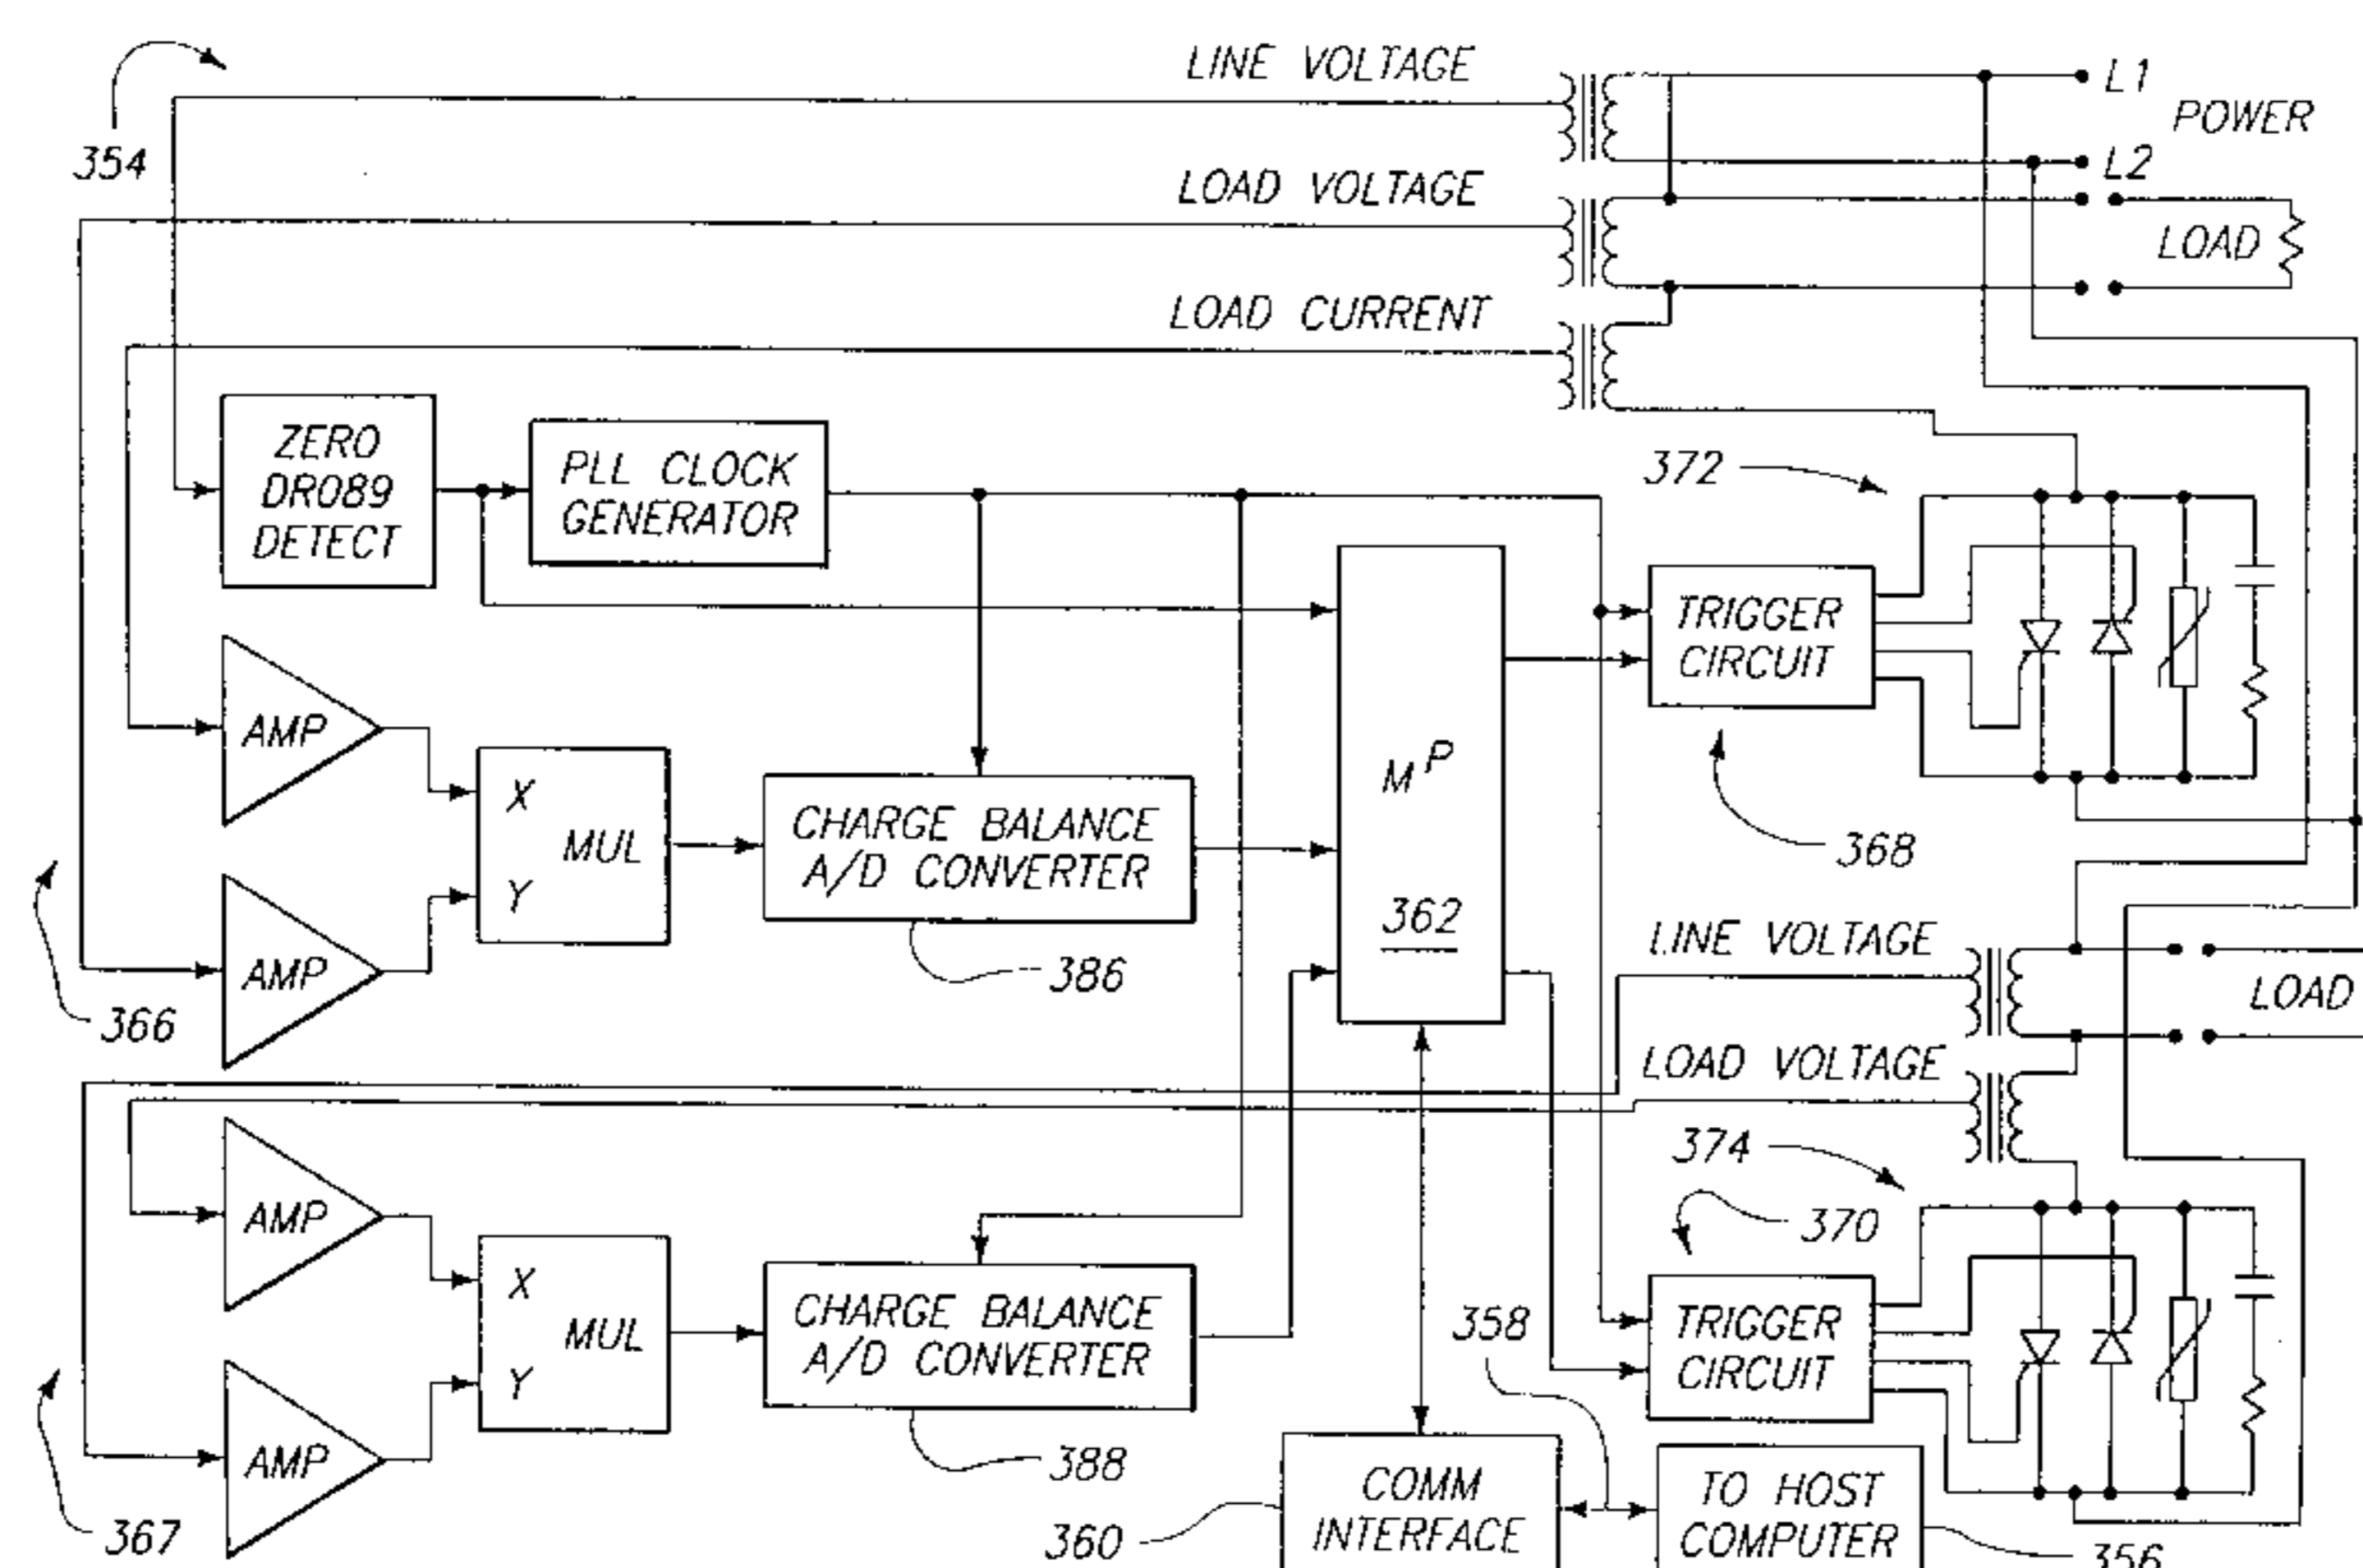 LINE VOLTAGE
L1
POWER
354
L2
LOAD VOLTAGE
LOAD
LOAD CURRENT
ZERO
DR089
DETECT
PLL CLOCK
GENERATOR
372
TRIGGER
CIRCUIT
AMP
X
MUL
Y
MP
362
CHARGE BALANCE
A/D CONVERTER
368
AMP
386
366
LINE VOLTAGE
LOAD
LOAD VOLTAGE
374
370
AMP
X
MUL
Y
CHARGE BALANCE
A/D CONVERTER
358
TRIGGER
CIRCUIT
AMP
388
367
360
COMM
INTERFACE
TO HOST
COMPUTER
356